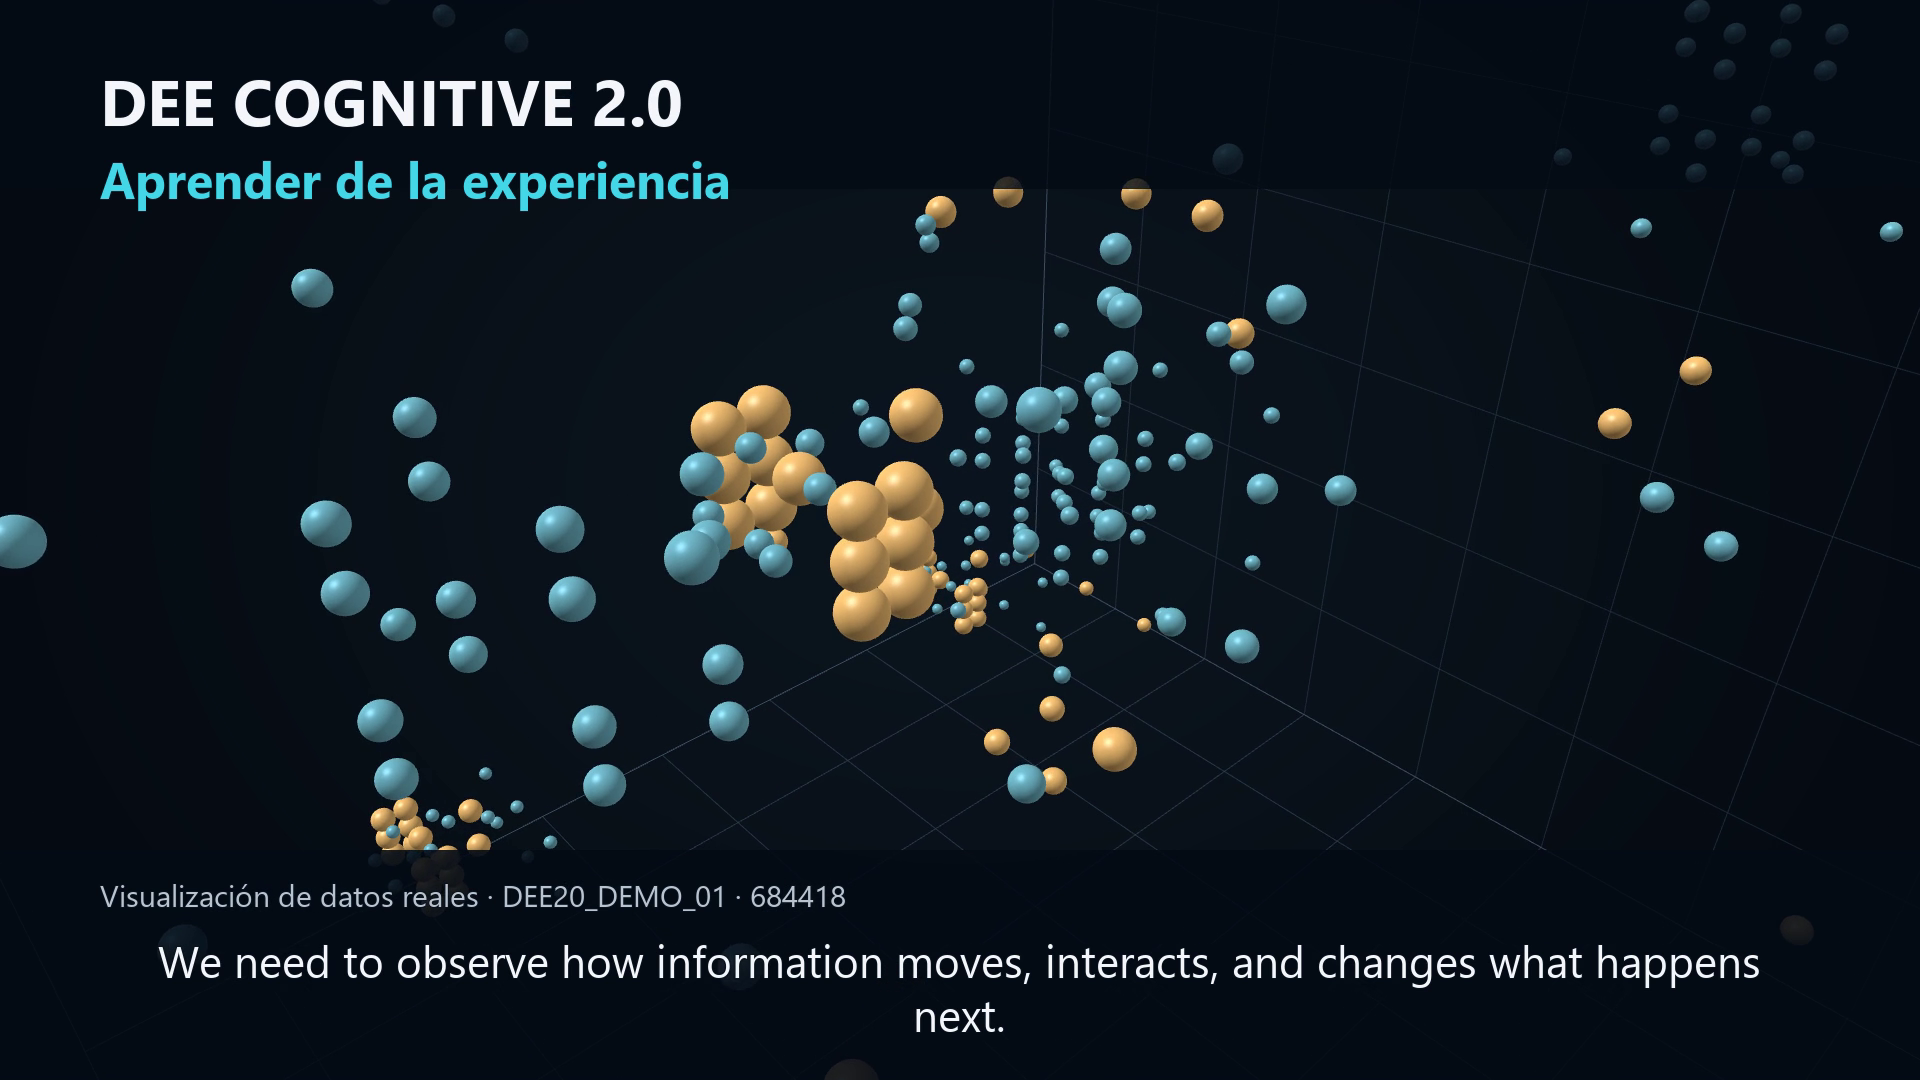 DEE COGNITIVE 2.0
Aprender de la experiencia
Visualización de datos reales · DEE20_DEMO_01 · 684418
We need to observe how information moves, interacts, and changes what happens
next.